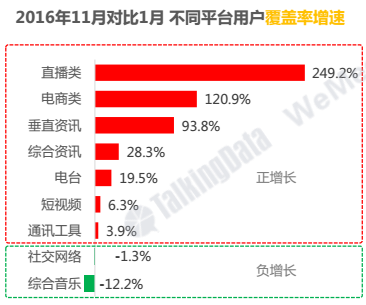 2016年11月对比1月 不同平台用户覆盖率增速
直播类 249.2%
电商类 120.9%
垂直资讯 93.8%
综合资讯 28.3%
电台 19.5%
正增长
短视频 6.3%
通讯工具 3.9%
社交网络 -1.3%
负增长
综合音乐 -12.2%
TalkingData